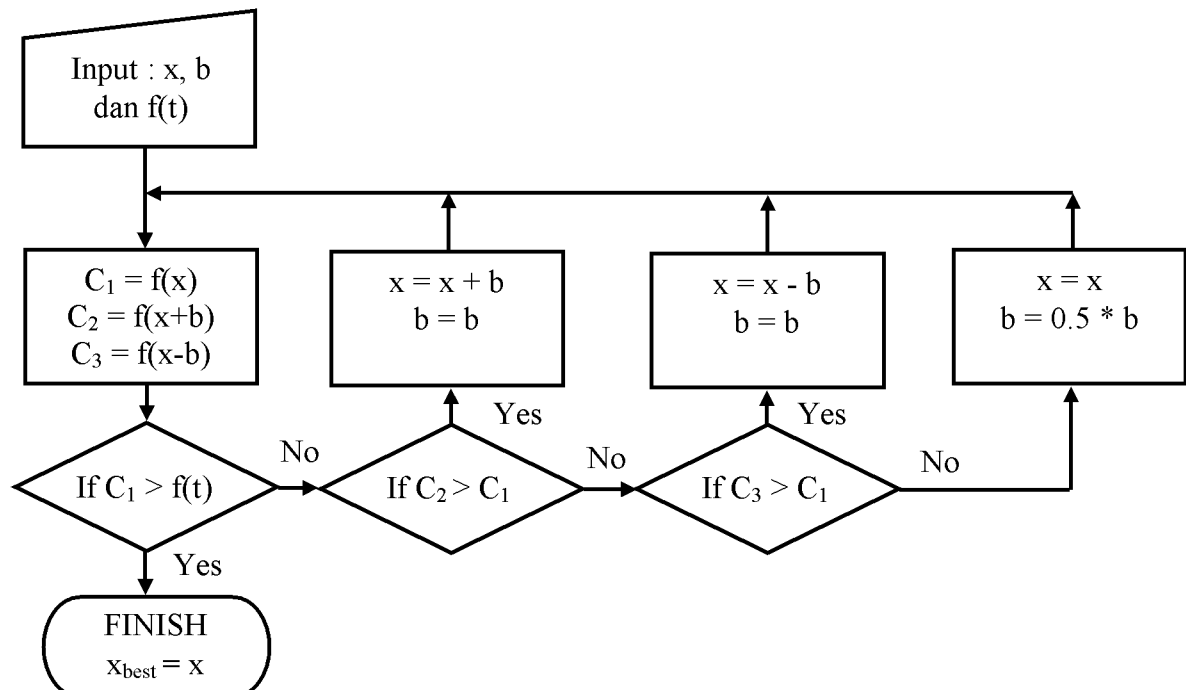 Input : x, b
dan f(t)
C₁ = f(x)
C₂ = f(x+b)
C₃ = f(x-b)
x = x + b
b = b
x = x - b
b = b
x = x
b = 0.5 * b
If C₁ > f(t)
No
Yes
If C₂ > C₁
Yes
No
If C₃ > C₁
Yes
No
FINISH
x_best = x